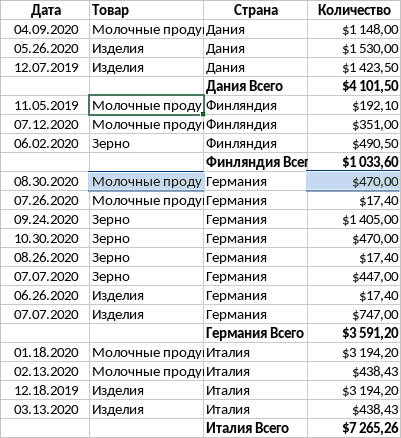 Дата Товар Страна Количество
04.09.2020 Молочные проду Дания $1 148,00
05.26.2020 Изделия Дания $1 530,00
12.07.2019 Изделия Дания $1 423,50
Дания Всего $4 101,50
11.05.2019 Молочные проду Финляндия $192,10
07.12.2020 Молочные проду Финляндия $351,00
06.02.2020 Зерно Финляндия $490,50
Финляндия Всег $1 033,60
08.30.2020 Молочные проду Германия $470,00
07.26.2020 Молочные проду Германия $17,40
09.24.2020 Зерно Германия $1 405,00
10.30.2020 Зерно Германия $470,00
08.26.2020 Зерно Германия $17,40
07.07.2020 Зерно Германия $447,00
06.26.2020 Изделия Германия $17,40
07.07.2020 Изделия Германия $747,00
Германия Всего $3 591,20
01.18.2020 Молочные проду Италия $3 194,20
02.13.2020 Молочные проду Италия $438,43
12.18.2019 Изделия Италия $3 194,20
03.13.2020 Изделия Италия $438,43
Италия Всего $7 265,26